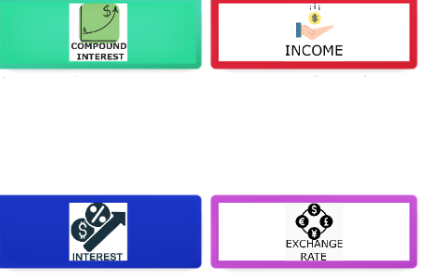 COMPOUND
INTEREST
INCOME
INTEREST
EXCHANGE
RATE